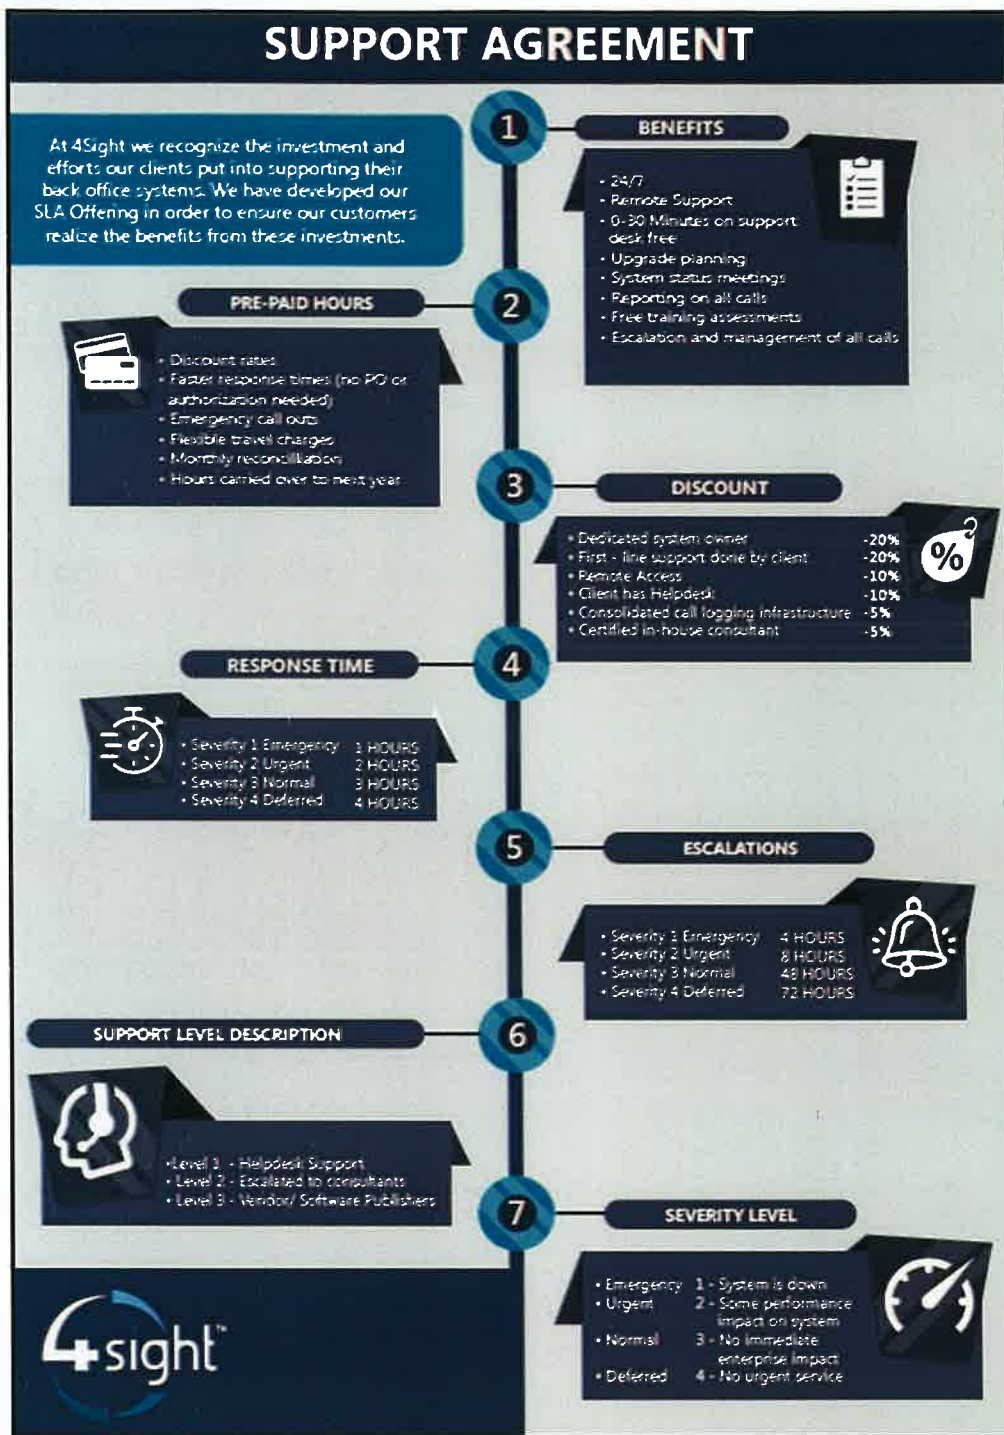 SUPPORT AGREEMENT
At 4Sight we recognize the investment and
efforts our clients put into supporting their
back office systems. We have developed our
SLA Offering in order to ensure our customers
realize the benefits from these investments.
1
BENEFITS
• 24/7
• Remote Support
• 0-30 Minutes on support
desk free
• Upgrade planning
• System status meetings
• Reporting on all calls
• Free training assessments
• Escalation and management of all calls
2
PRE-PAID HOURS
• Discount rates
• Faster response times (no PO or
authorization needed)
• Emergency call outs
• Flexible travel charges
• Monthly reconciliation
• Hours carried over to next year
3
DISCOUNT
• Dedicated system owner -20%
• First - line support done by client -20%
• Remote Access -10%
• Client has Helpdesk -10%
• Consolidated call logging infrastructure -5%
• Certified in-house consultant -5%
%
4
RESPONSE TIME
• Severity 1 Emergency 1 HOURS
• Severity 2 Urgent 2 HOURS
• Severity 3 Normal 3 HOURS
• Severity 4 Deferred 4 HOURS
5
ESCALATIONS
• Severity 1 Emergency 4 HOURS
• Severity 2 Urgent 8 HOURS
• Severity 3 Normal 48 HOURS
• Severity 4 Deferred 72 HOURS
6
SUPPORT LEVEL DESCRIPTION
• Level 1 - Helpdesk Support
• Level 2 - Escalated to consultants
• Level 3 - Vendor/ Software Publishers
7
SEVERITY LEVEL
• Emergency 1 - System is down
• Urgent 2 - Some performance
impact on system
• Normal 3 - No immediate
enterprise impact
• Deferred 4 - No urgent service
4sight™